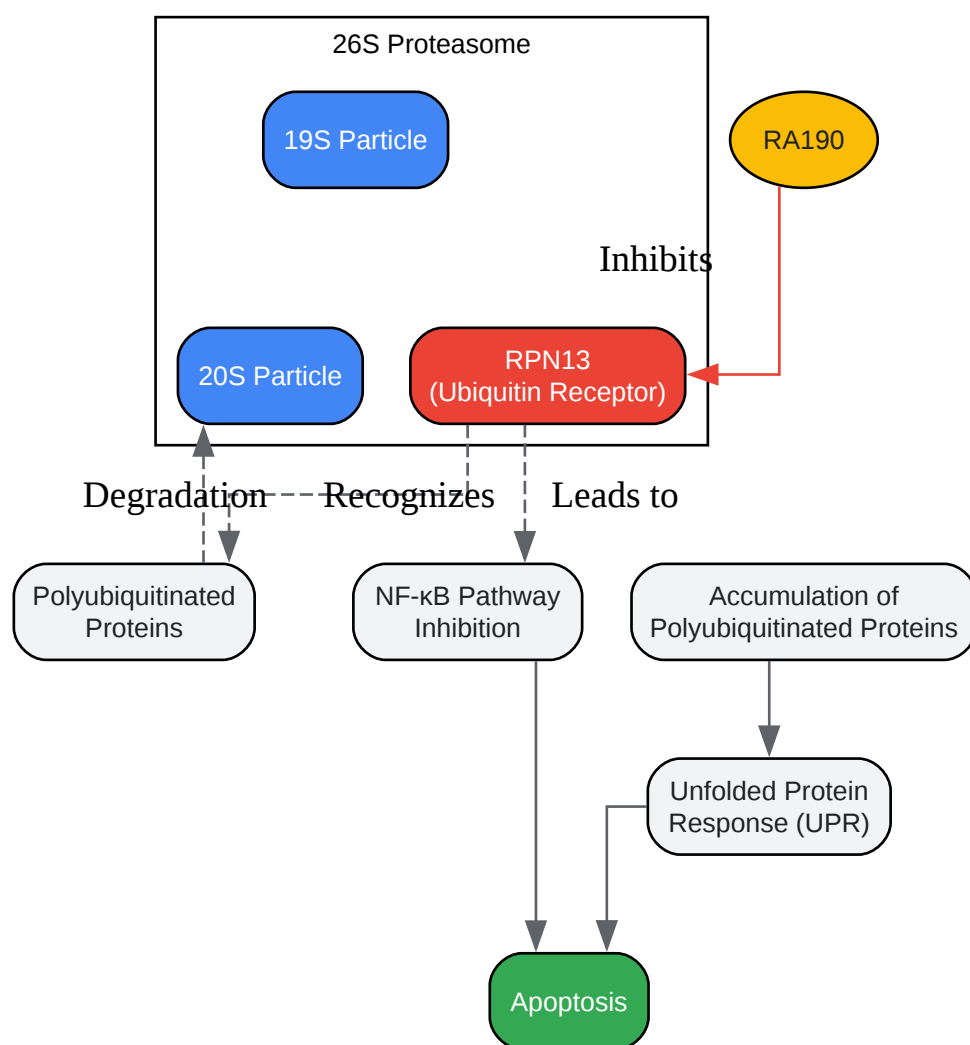 26S Proteasome
19S Particle
RA190
Inhibits
RPN13
(Ubiquitin Receptor)
20S Particle
Degradation
Recognizes
Leads to
Polyubiquitinated
Proteins
NF-κB Pathway
Inhibition
Accumulation of
Polyubiquitinated Proteins
Unfolded Protein
Response (UPR)
Apoptosis